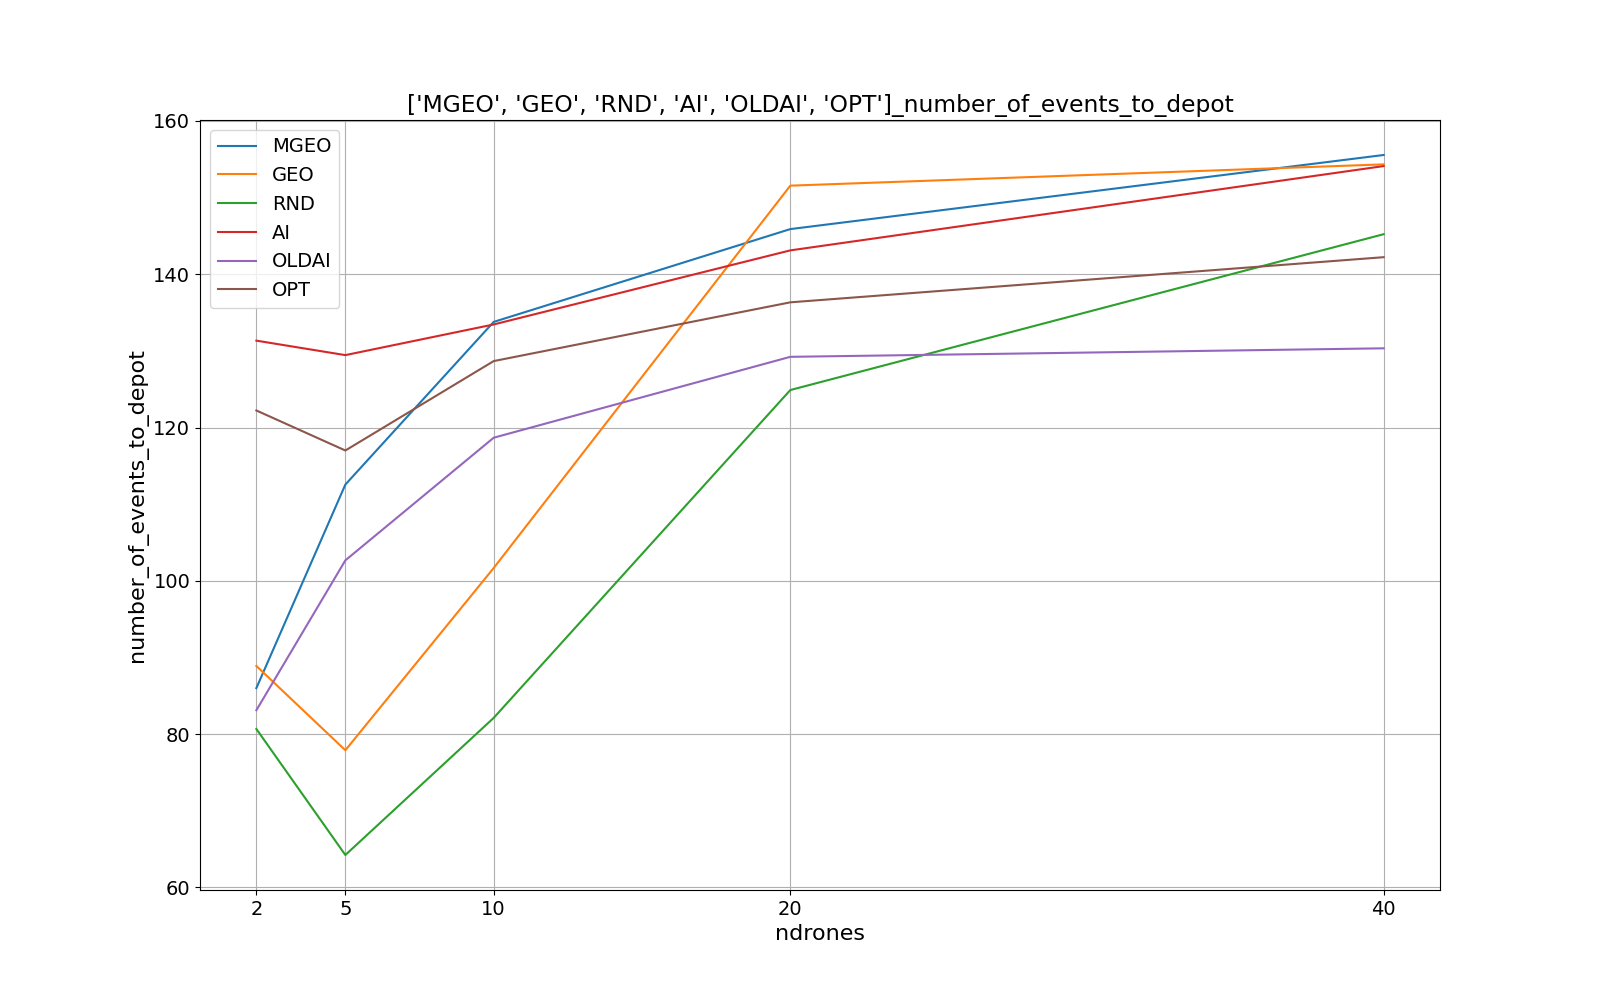 ['MGEO', 'GEO', 'RND', 'AI', 'OLDAI', 'OPT']_number_of_events_to_depot
160
140
120
100
80
60
number_of_events_to_depot
MGEO
GEO
RND
AI
OLDAI
OPT
2 5 10 20 40
ndrones